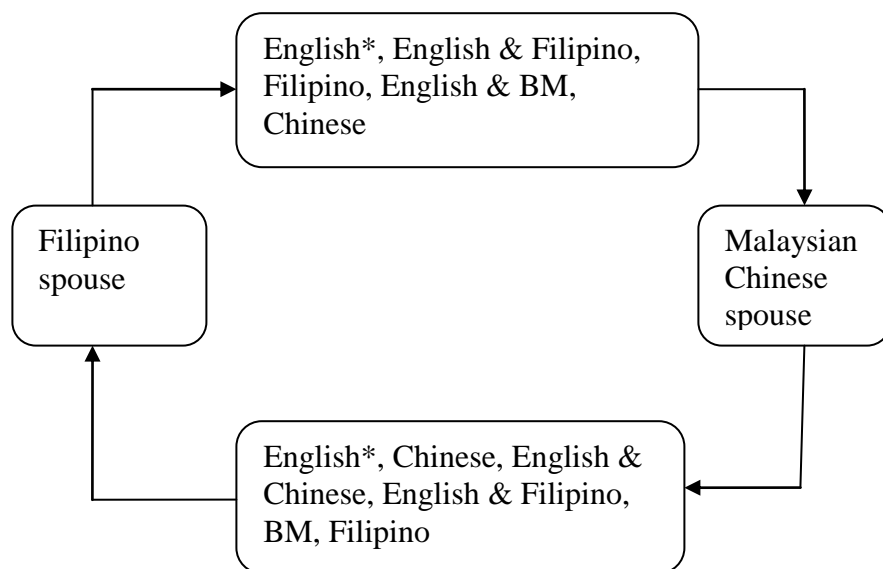 English*, English & Filipino,
Filipino, English & BM,
Chinese
Filipino
spouse
Malaysian
Chinese
spouse
English*, Chinese, English &
Chinese, English & Filipino,
BM, Filipino